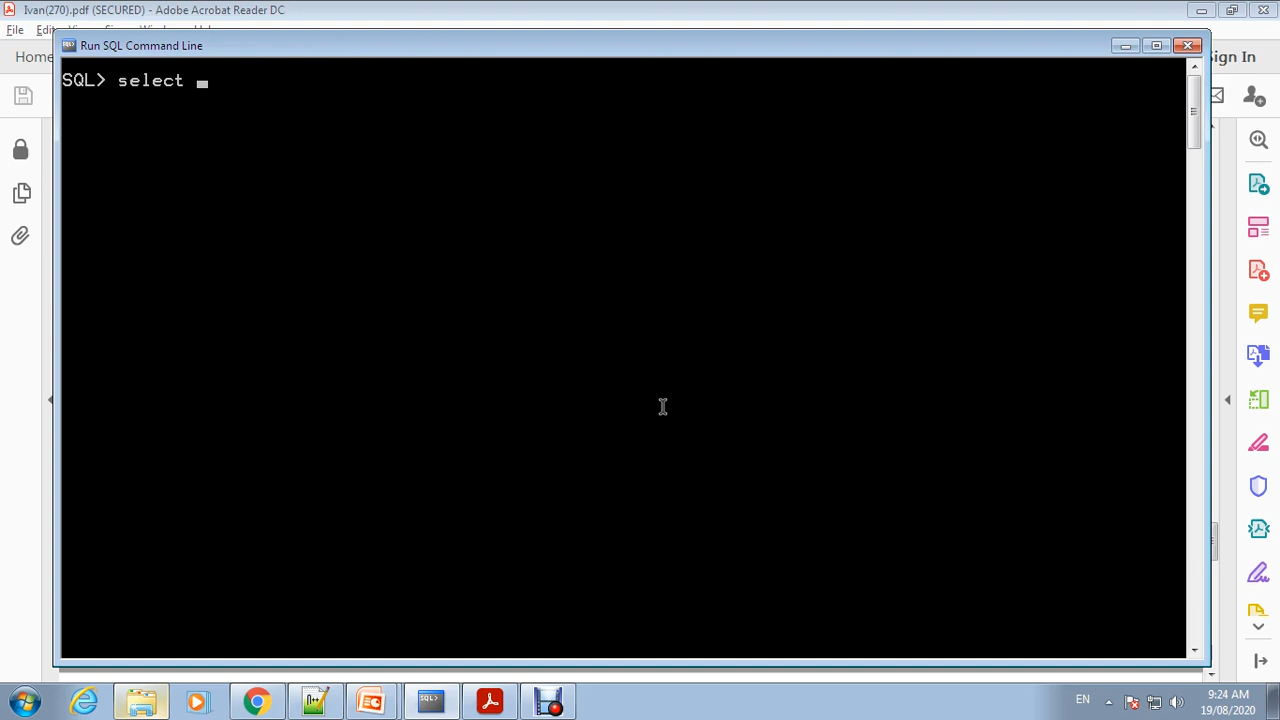 Ivan(270).pdf (SECURED) - Adobe Acrobat Reader DC
File
Home
Sign In
Run SQL Command Line
SQL> select
EN
9:24 AM
19/08/2020